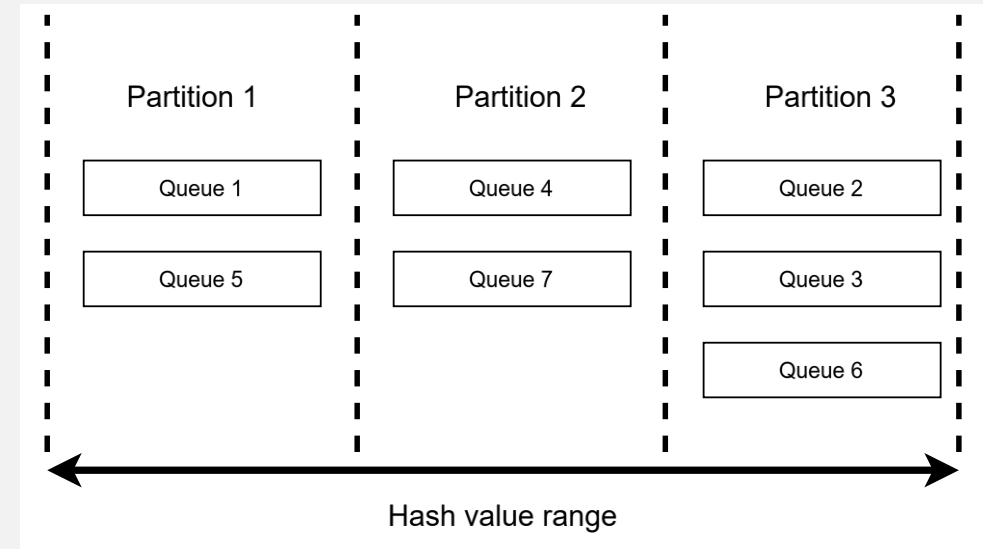 Partition 1
Partition 2
Partition 3
Queue 1
Queue 4
Queue 2
Queue 5
Queue 7
Queue 3
Queue 6
Hash value range